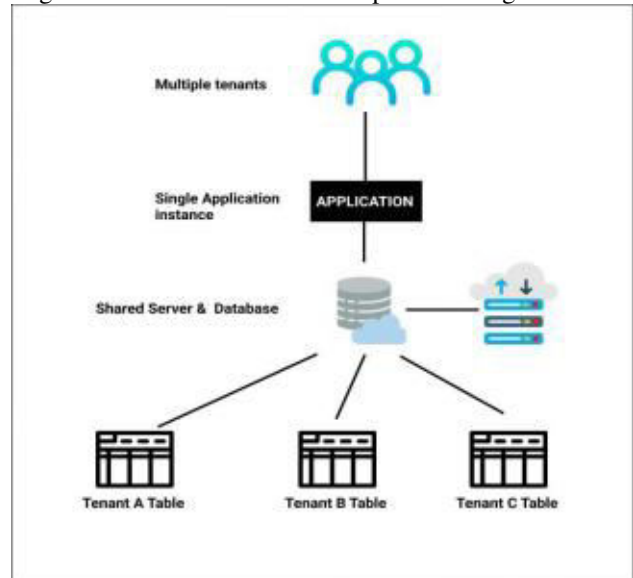 Multiple tenants
Single Application
instance
APPLICATION
Shared Server & Database
Tenant A Table
Tenant B Table
Tenant C Table